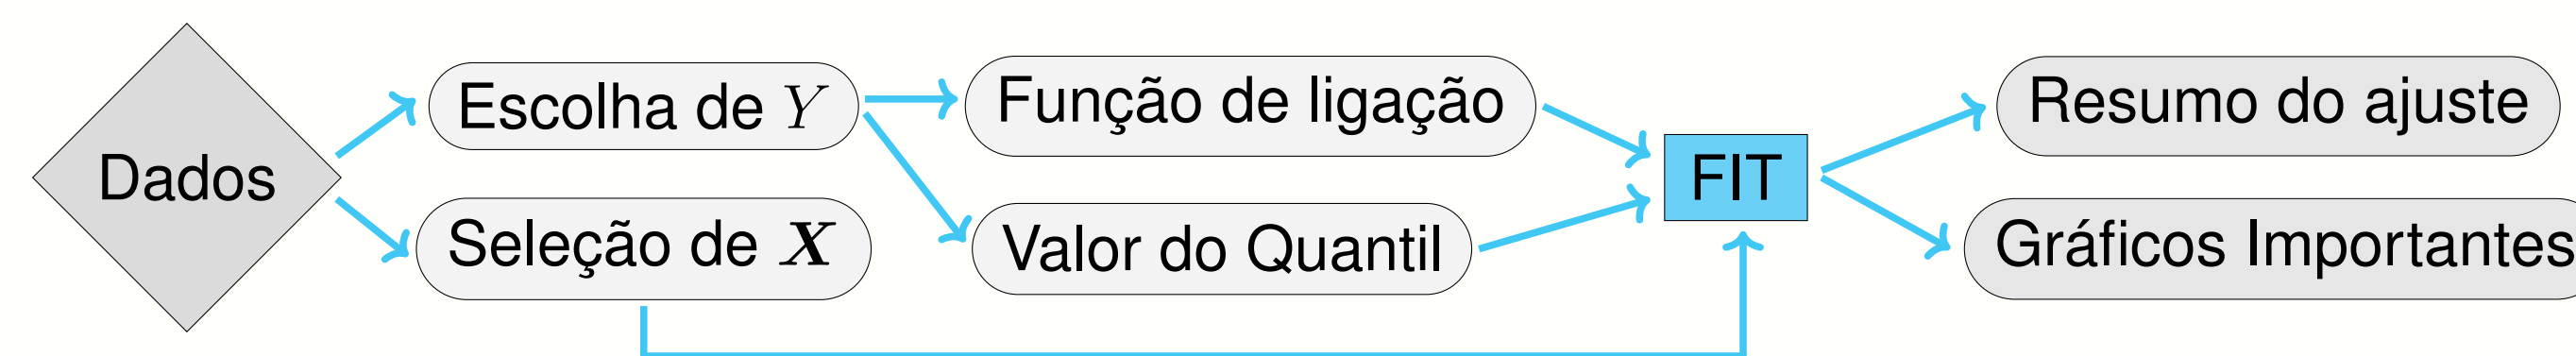 Dados
Escolha de Y
Seleção de X
Função de ligação
Valor do Quantil
FIT
Resumo do ajuste
Gráficos Importantes